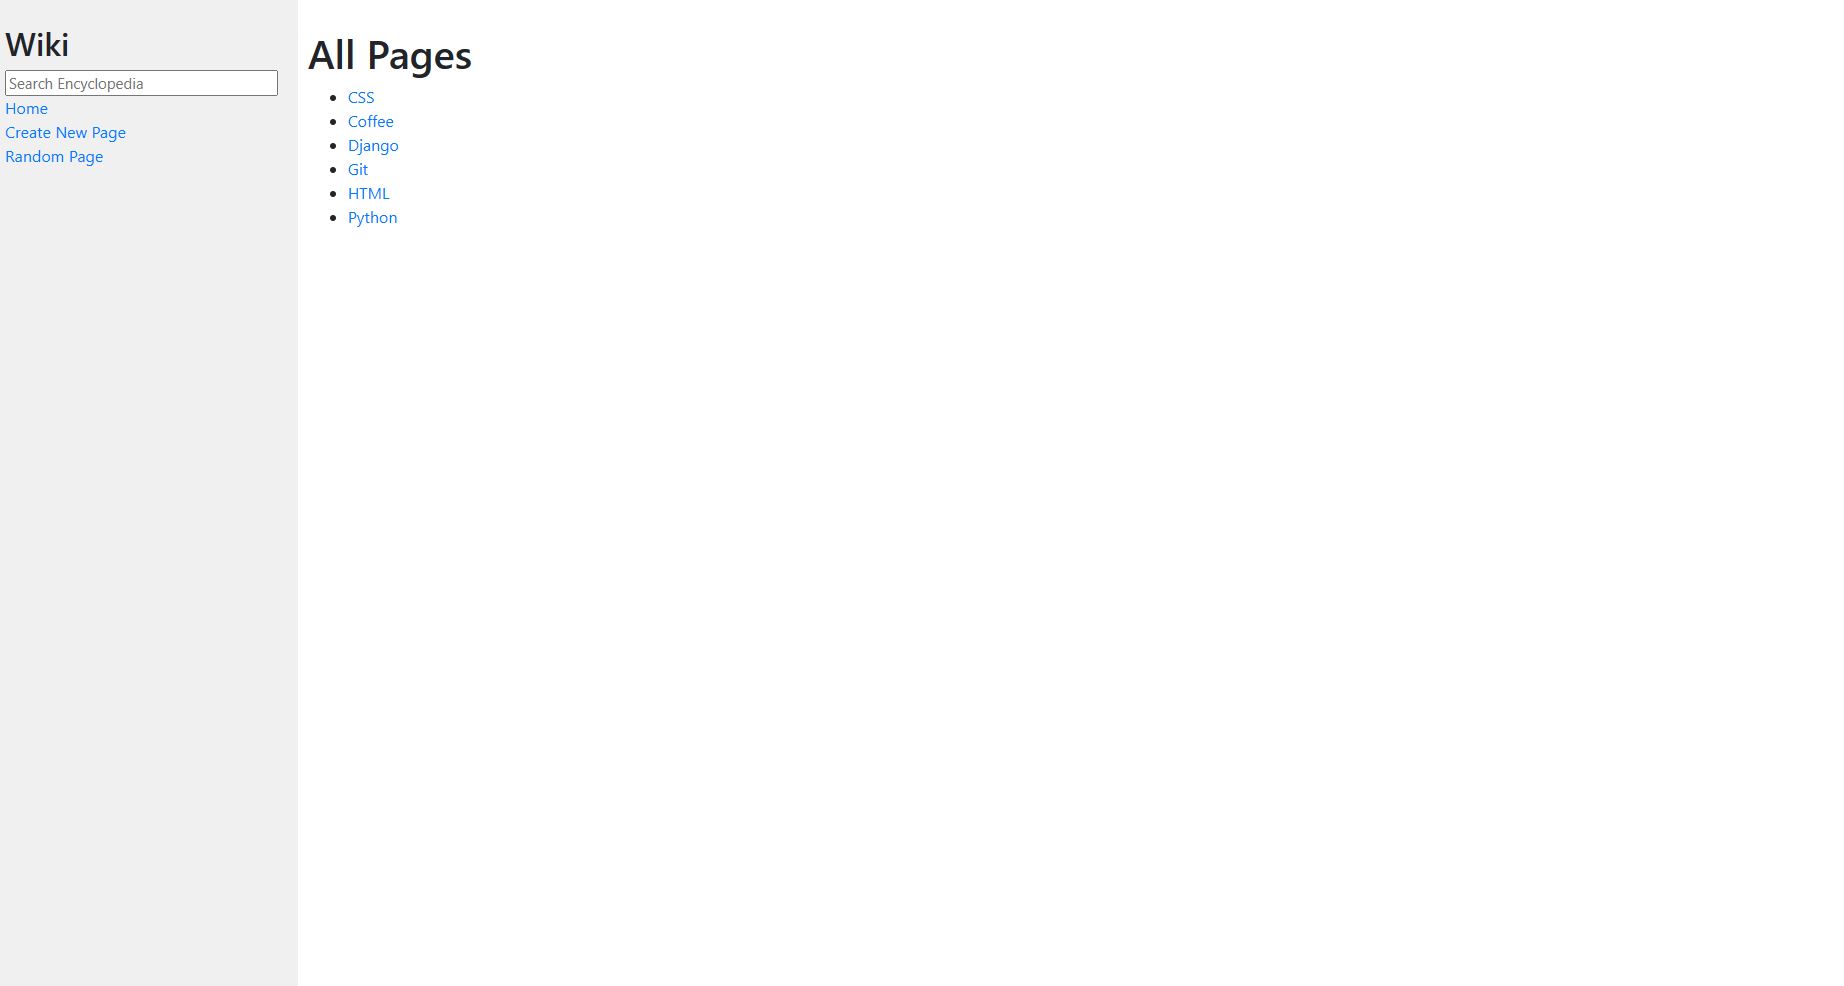 Wiki
Search Encyclopedia
Home
Create New Page
Random Page
All Pages
CSS
Coffee
Django
Git
HTML
Python